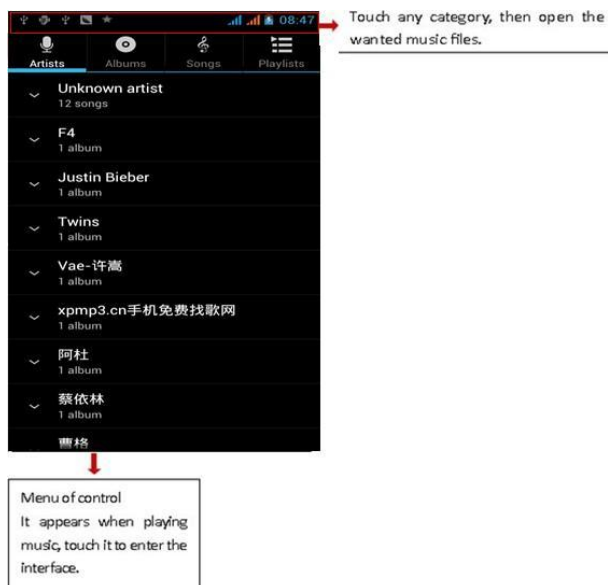 08:47
Touch any category, then open the
wanted music files.
Artists Albums Songs Playlists
Unknown artist
12 songs
F4
1 album
Justin Bieber
1 album
Twins
1 album
Vae-许嵩
1 album
xpmp3.cn手机免费找歌网
1 album
阿杜
1 album
蔡依林
1 album
曹格
Menu of control
It appears when playing
music, touch it to enter the
interface.